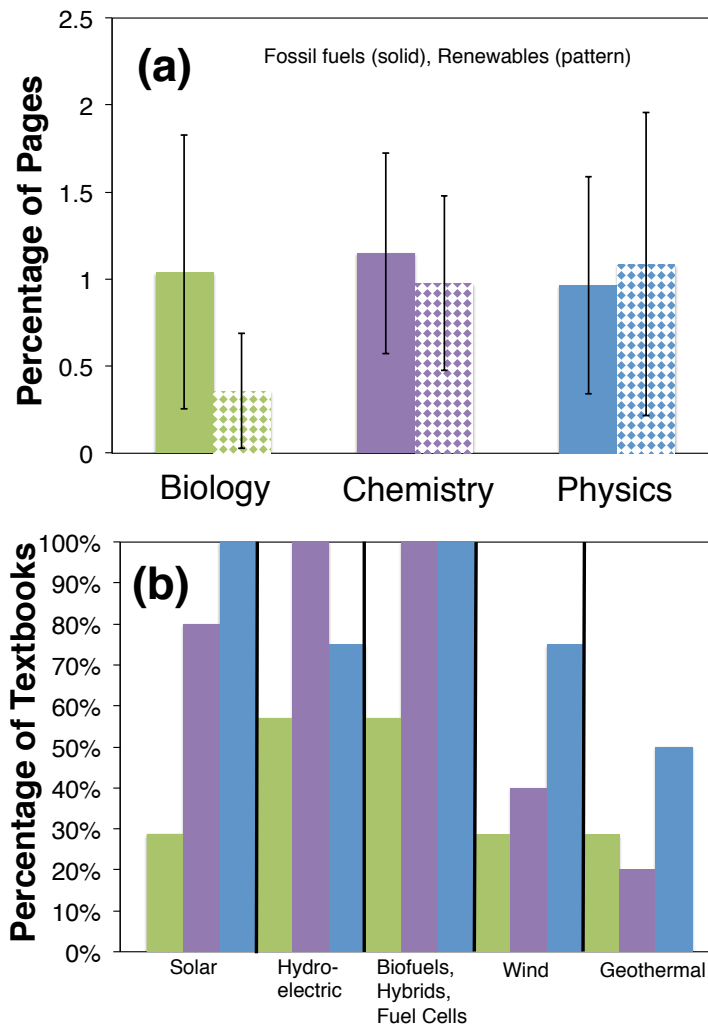 2.5
(a)
Fossil fuels (solid), Renewables (pattern)
2
1.5
1
0.5
0
Percentage of Pages
Biology
Chemistry
Physics
100%
(b)
90%
80%
70%
60%
50%
40%
30%
20%
10%
0%
Percentage of Textbooks
Solar
Hydro-
electric
Biofuels,
Hybrids,
Fuel Cells
Wind
Geothermal